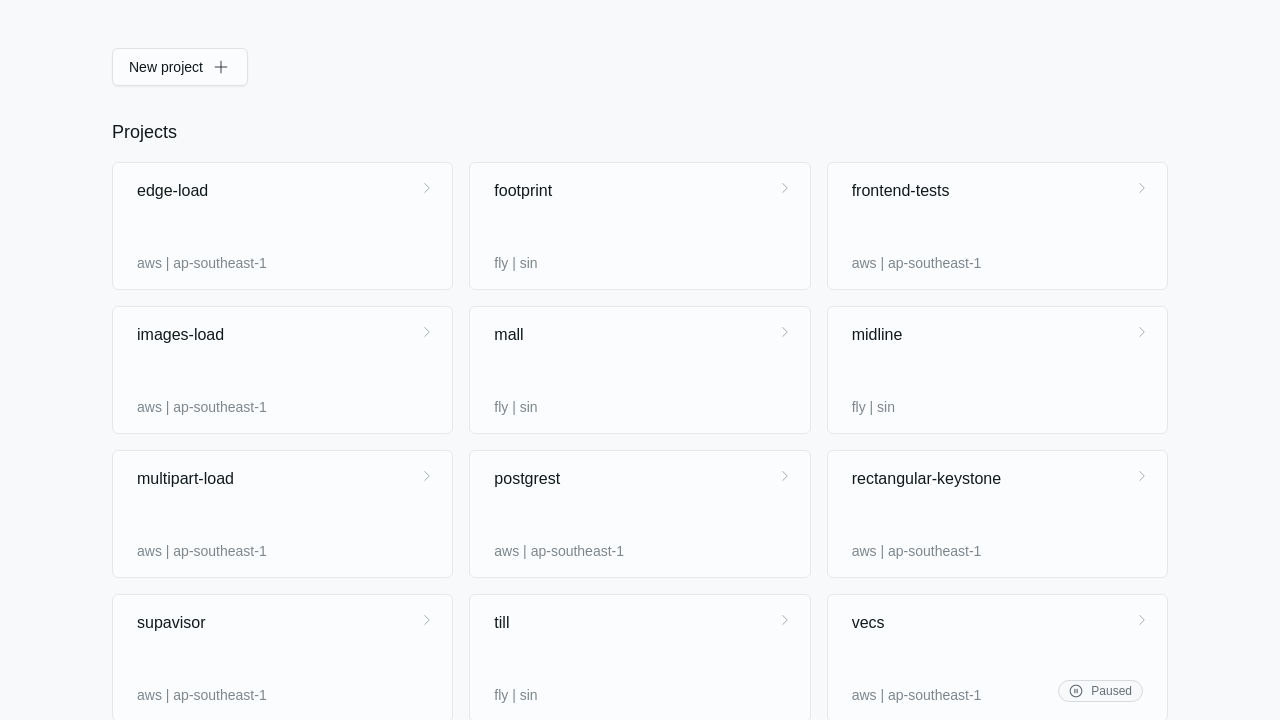 New project
Projects
edge-load
aws | ap-southeast-1
footprint
fly | sin
frontend-tests
aws | ap-southeast-1
images-load
aws | ap-southeast-1
mall
fly | sin
midline
fly | sin
multipart-load
aws | ap-southeast-1
postgrest
aws | ap-southeast-1
rectangular-keystone
aws | ap-southeast-1
supavisor
aws | ap-southeast-1
till
fly | sin
vecs
aws | ap-southeast-1
Paused